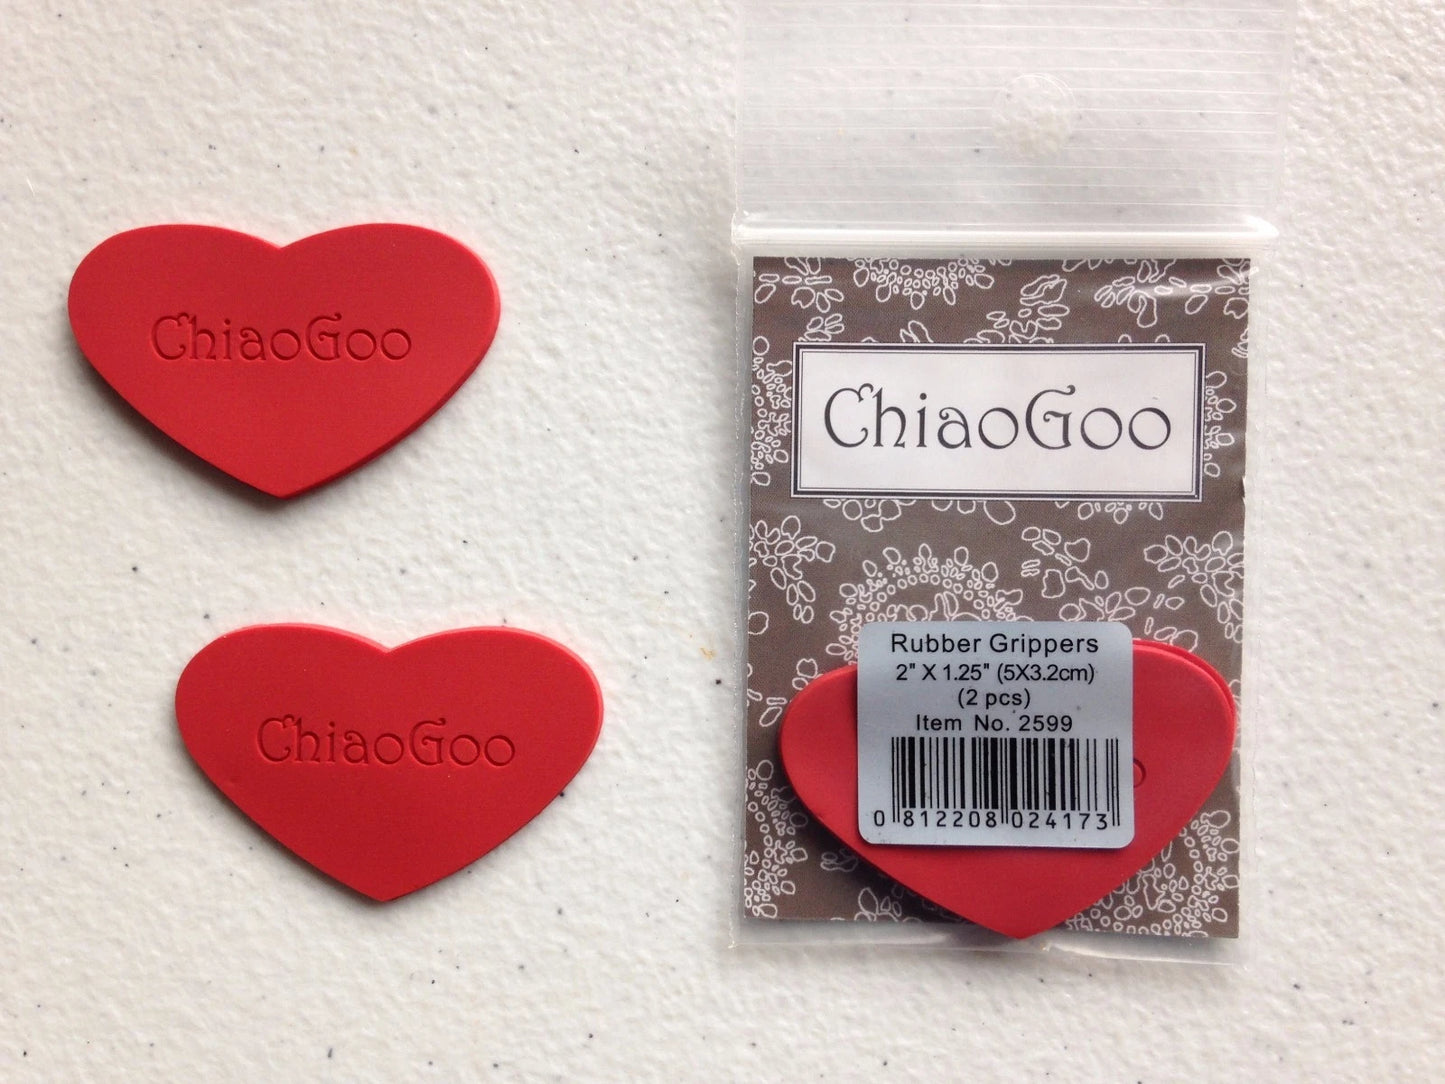 ChiaoGoo
ChiaoGoo
ChiaoGoo
Rubber Grippers
2" X 1.25" (5X3.2cm)
(2 pcs)
Item No. 2599
0 812208 024173